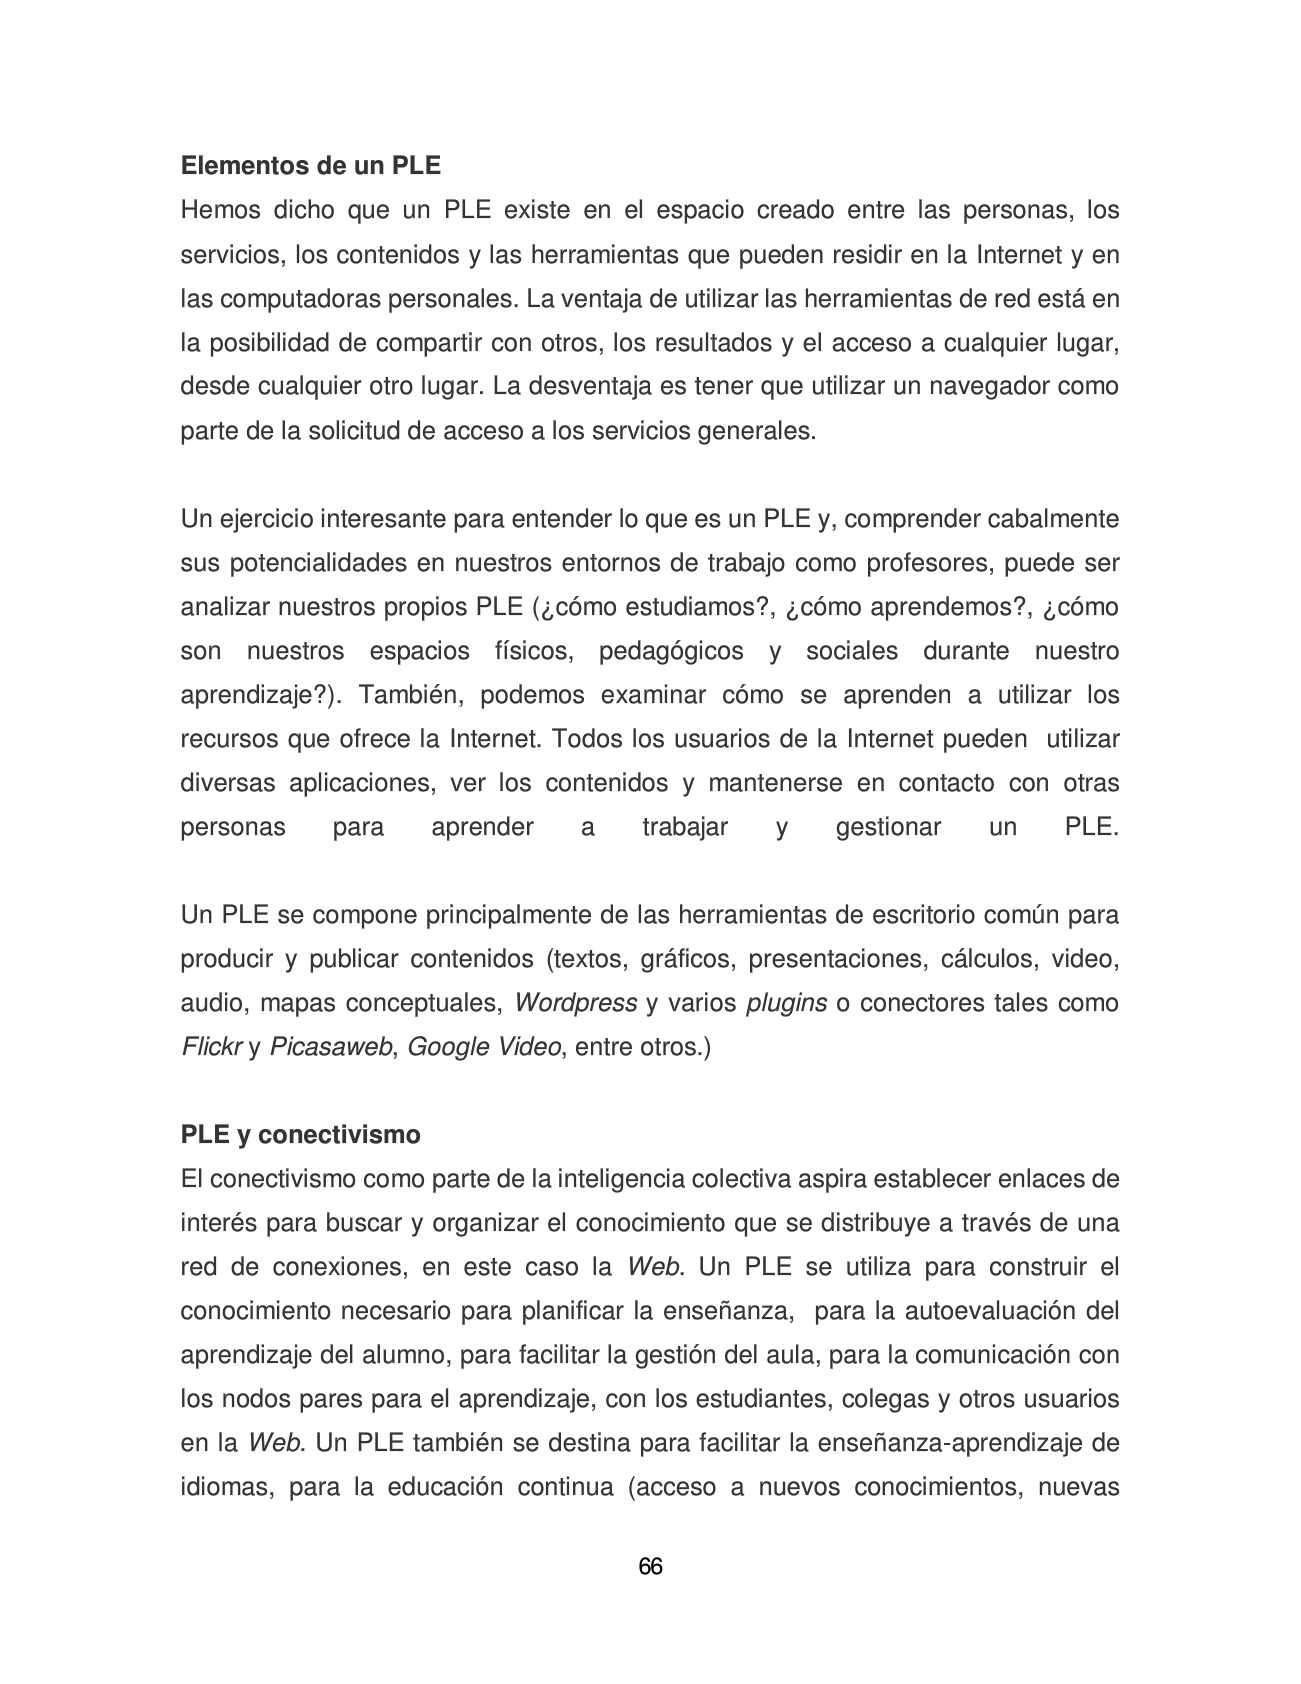 Elementos de un PLE
Hemos dicho que un PLE existe en el espacio creado entre las personas, los
servicios, los contenidos y las herramientas que pueden residir en la Internet y en
las computadoras personales. La ventaja de utilizar las herramientas de red está en
la posibilidad de compartir con otros, los resultados y el acceso a cualquier lugar,
desde cualquier otro lugar. La desventaja es tener que utilizar un navegador como
parte de la solicitud de acceso a los servicios generales.
Un ejercicio interesante para entender lo que es un PLE y, comprender cabalmente
sus potencialidades en nuestros entornos de trabajo como profesores, puede ser
analizar nuestros propios PLE (¿cómo estudiamos?, ¿cómo aprendemos?, ¿cómo
son nuestros espacios físicos, pedagógicos y sociales durante nuestro
aprendizaje?). También, podemos examinar cómo se aprenden a utilizar los
recursos que ofrece la Internet. Todos los usuarios de la Internet pueden utilizar
diversas aplicaciones, ver los contenidos y mantenerse en contacto con otras
personas para aprender a trabajar y gestionar un PLE.
Un PLE se compone principalmente de las herramientas de escritorio común para
producir y publicar contenidos (textos, gráficos, presentaciones, cálculos, video,
audio, mapas conceptuales, Wordpress y varios plugins o conectores tales como
Flickr y Picasaweb, Google Video, entre otros.)
PLE y conectivismo
El conectivismo como parte de la inteligencia colectiva aspira establecer enlaces de
interés para buscar y organizar el conocimiento que se distribuye a través de una
red de conexiones, en este caso la Web. Un PLE se utiliza para construir el
conocimiento necesario para planificar la enseñanza, para la autoevaluación del
aprendizaje del alumno, para facilitar la gestión del aula, para la comunicación con
los nodos pares para el aprendizaje, con los estudiantes, colegas y otros usuarios
en la Web. Un PLE también se destina para facilitar la enseñanza-aprendizaje de
idiomas, para la educación continua (acceso a nuevos conocimientos, nuevas
66